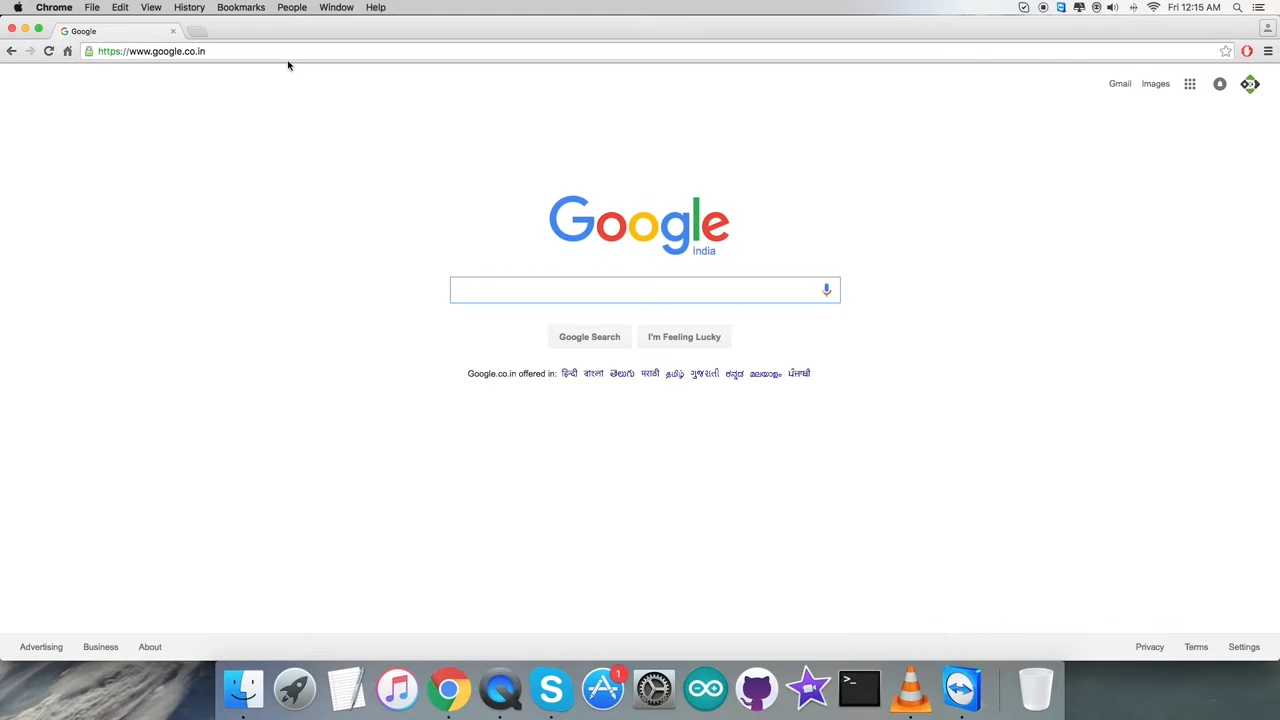 Chrome File Edit View History Bookmarks People Window Help Fri 12:15 AM
Google
https://www.google.co.in
Gmail Images
Google
India
Google Search I'm Feeling Lucky
Google.co.in offered in: हिन्दी বাংলা తెలుగు मराठी தமிழ் ગુજરાતી ಕನ್ನಡ മലയാളം ਪੰਜਾਬੀ
Advertising Business About Privacy Terms Settings
1
>_